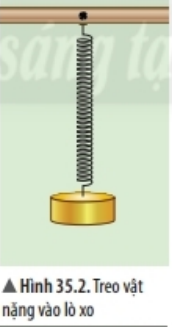 sáng tạ
▲ Hình 35.2. Treo vật
nặng vào lò xo